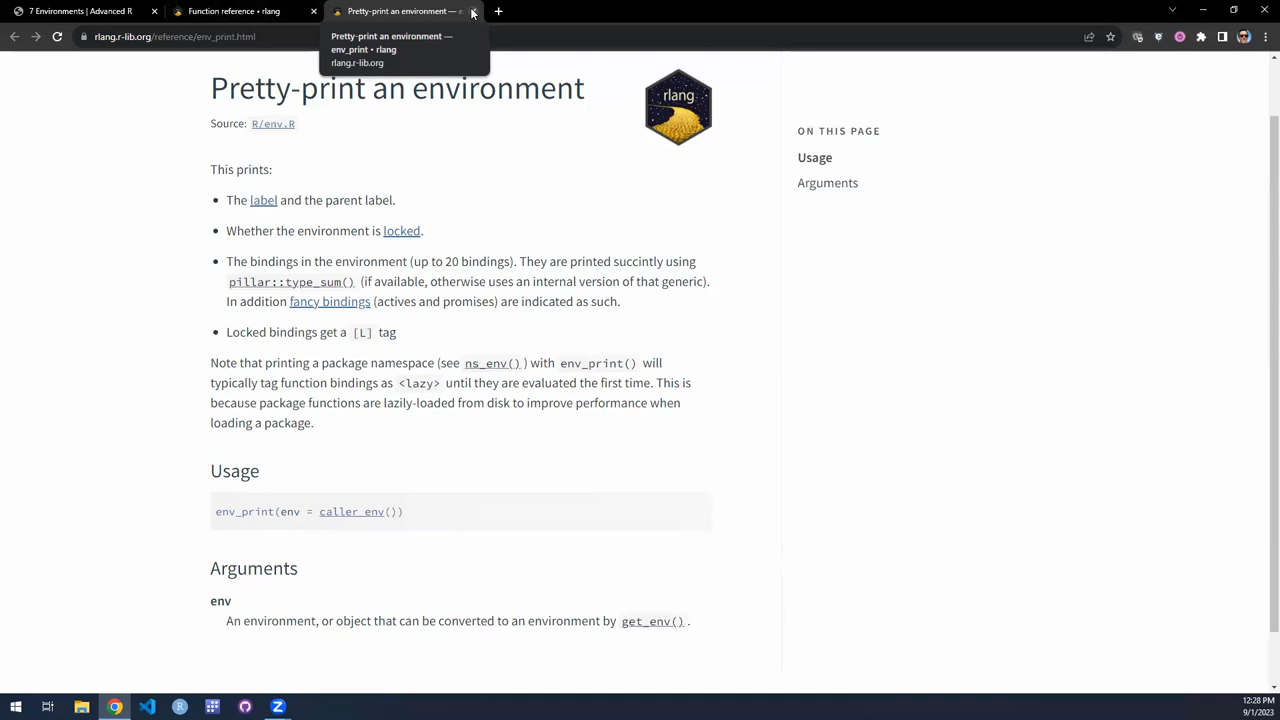 7 Environments | Advanced R
Function reference • rlang
Pretty-print an environment — e
rlang.r-lib.org/reference/env_print.html
Pretty-print an environment —
env_print • rlang
rlang.r-lib.org
Pretty-print an environment
rlang
Source: R/env.R
This prints:
• The label and the parent label.
• Whether the environment is locked.
• The bindings in the environment (up to 20 bindings). They are printed succintly using
pillar::type_sum() (if available, otherwise uses an internal version of that generic).
In addition fancy bindings (actives and promises) are indicated as such.
• Locked bindings get a [L] tag
Note that printing a package namespace (see ns_env()) with env_print() will
typically tag function bindings as <lazy> until they are evaluated the first time. This is
because package functions are lazily-loaded from disk to improve performance when
loading a package.
Usage
env_print(env = caller_env())
Arguments
env
An environment, or object that can be converted to an environment by get_env().
ON THIS PAGE
Usage
Arguments
12:28 PM
9/1/2023